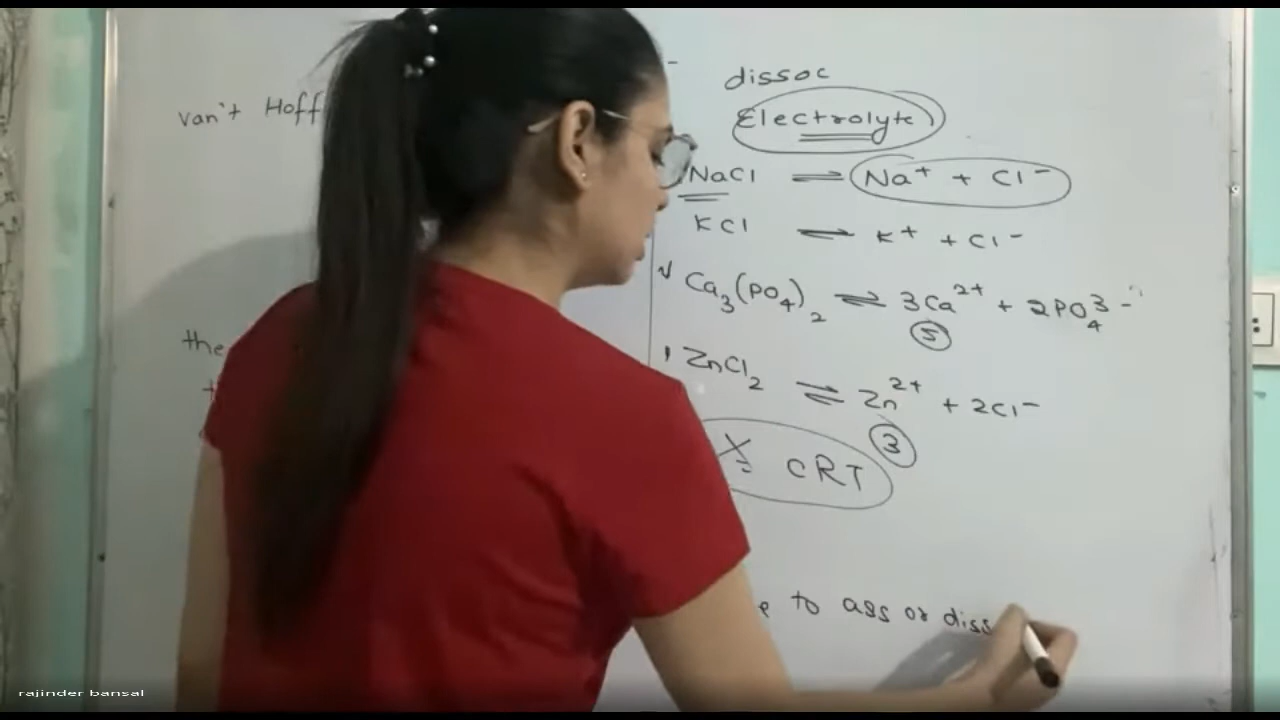 van't Hoff
the
dissoc
Electrolyte
NaCl ⇌ Na⁺ + Cl⁻
KCl ⇌ K⁺ + Cl⁻
Ca₃(PO₄)₂ ⇌ 3Ca²⁺ + 2PO₄³⁻
5
ZnCl₂ ⇌ Zn²⁺ + 2Cl⁻
3
CRT
to ass or diss
rajinder bansal